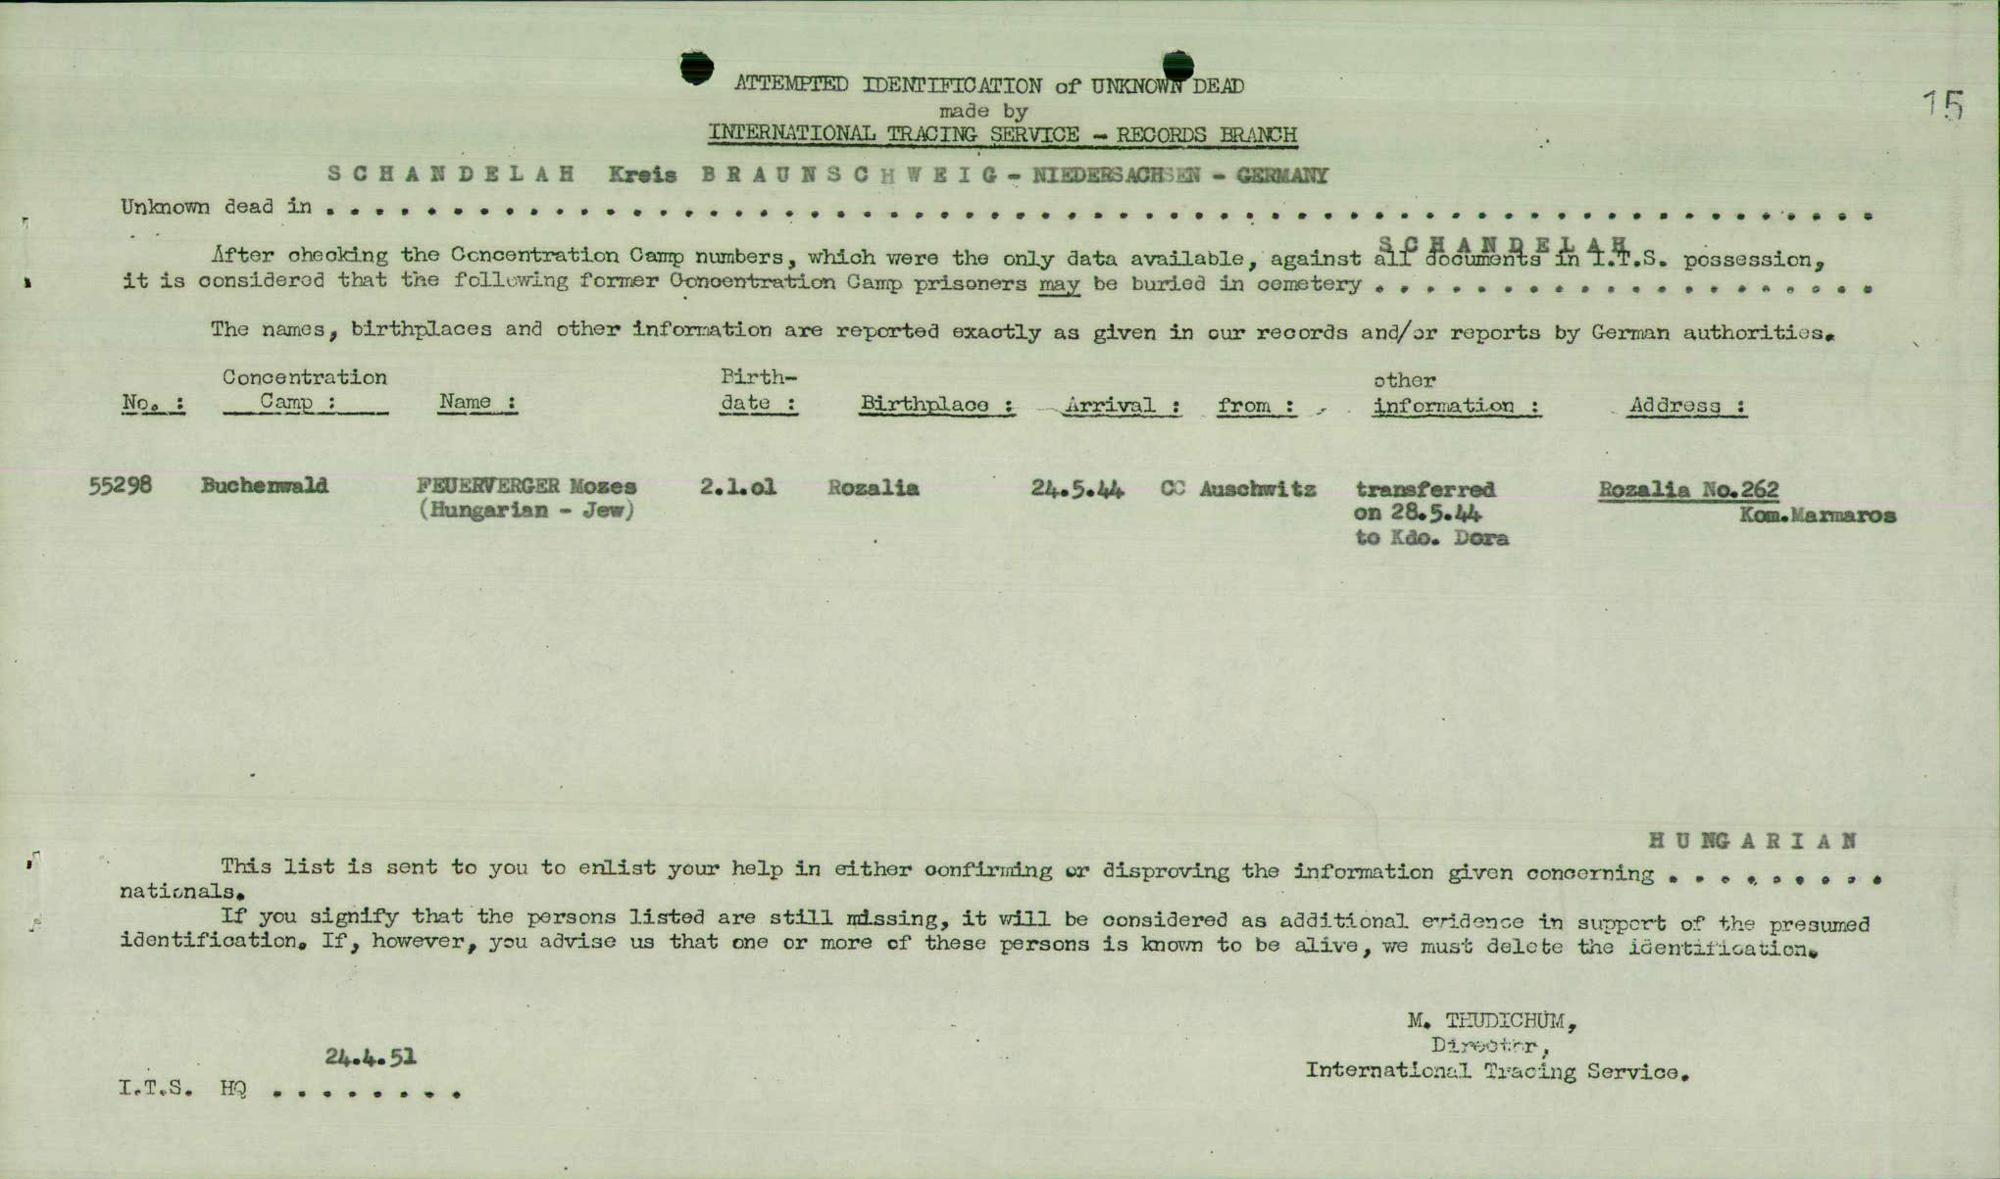 15
ATTEMPTED IDENTIFICATION of UNKNOWN DEAD
made by
INTERNATIONAL TRACING SERVICE - RECORDS BRANCH
SCHANDELAH Kreis BRAUNSCHWEIG - NIEDERSACHSEN - GERMANY
Unknown dead in . . . . . . . . . . . . . . . . . . . . . . . . . . . . . . . . . . . . . . . . . . . . . . . . . . . . . . . . . . . . .
After checking the Concentration Camp numbers, which were the only data available, against all documents in I.T.S. possession,
SCHANDELAH
it is considered that the following former Concentration Camp prisoners may be buried in cemetery . . . . . . . . . . . . . . . . . . . .
The names, birthplaces and other information are reported exactly as given in our records and/or reports by German authorities.
No. : Concentration Camp : Name : Birth-date : Birthplace : Arrival : from : other information : Address :
55298 Buchenwald FEUERVERGER Mozes 2.1.01 Rozalia 24.5.44 CC Auschwitz transferred Rozalia No.262
(Hungarian - Jew) on 28.5.44 Kom.Marmaros
to Kdo. Dora
HUNGARIAN
This list is sent to you to enlist your help in either confirming or disproving the information given concerning . . . . . . . . .
nationals.
If you signify that the persons listed are still missing, it will be considered as additional evidence in support of the presumed
identification. If, however, you advise us that one or more of these persons is known to be alive, we must delete the identification.
M. THUDICHUM,
Director,
International Tracing Service.
24.4.51
I.T.S. HQ . . . . . . . .